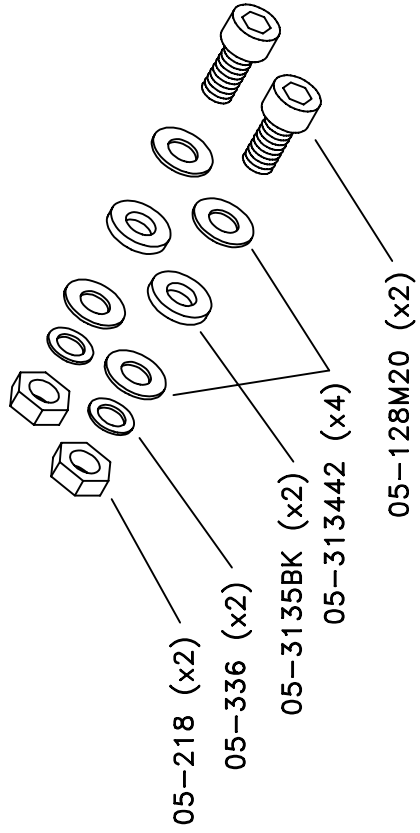 05-218 (x2)
05-336 (x2)
05-3135BK (x2)
05-313442 (x4)
05-128M20 (x2)